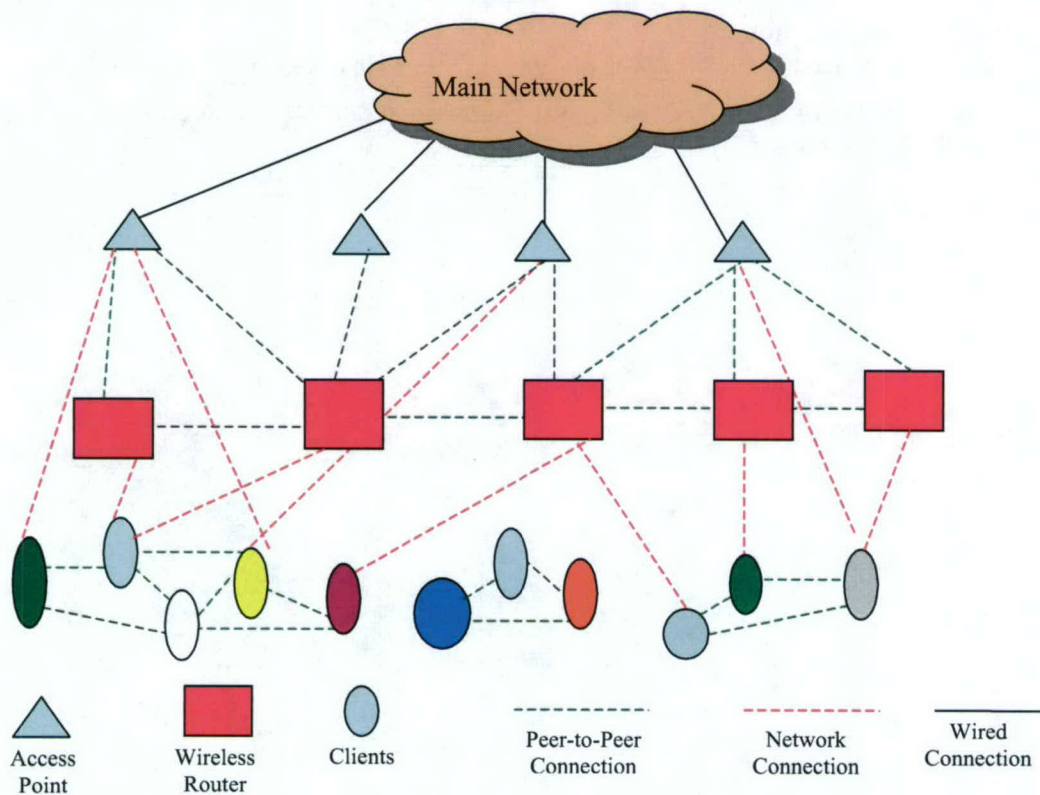 Main Network
Access
Point
Wireless
Router
Clients
Peer-to-Peer
Connection
Network
Connection
Wired
Connection